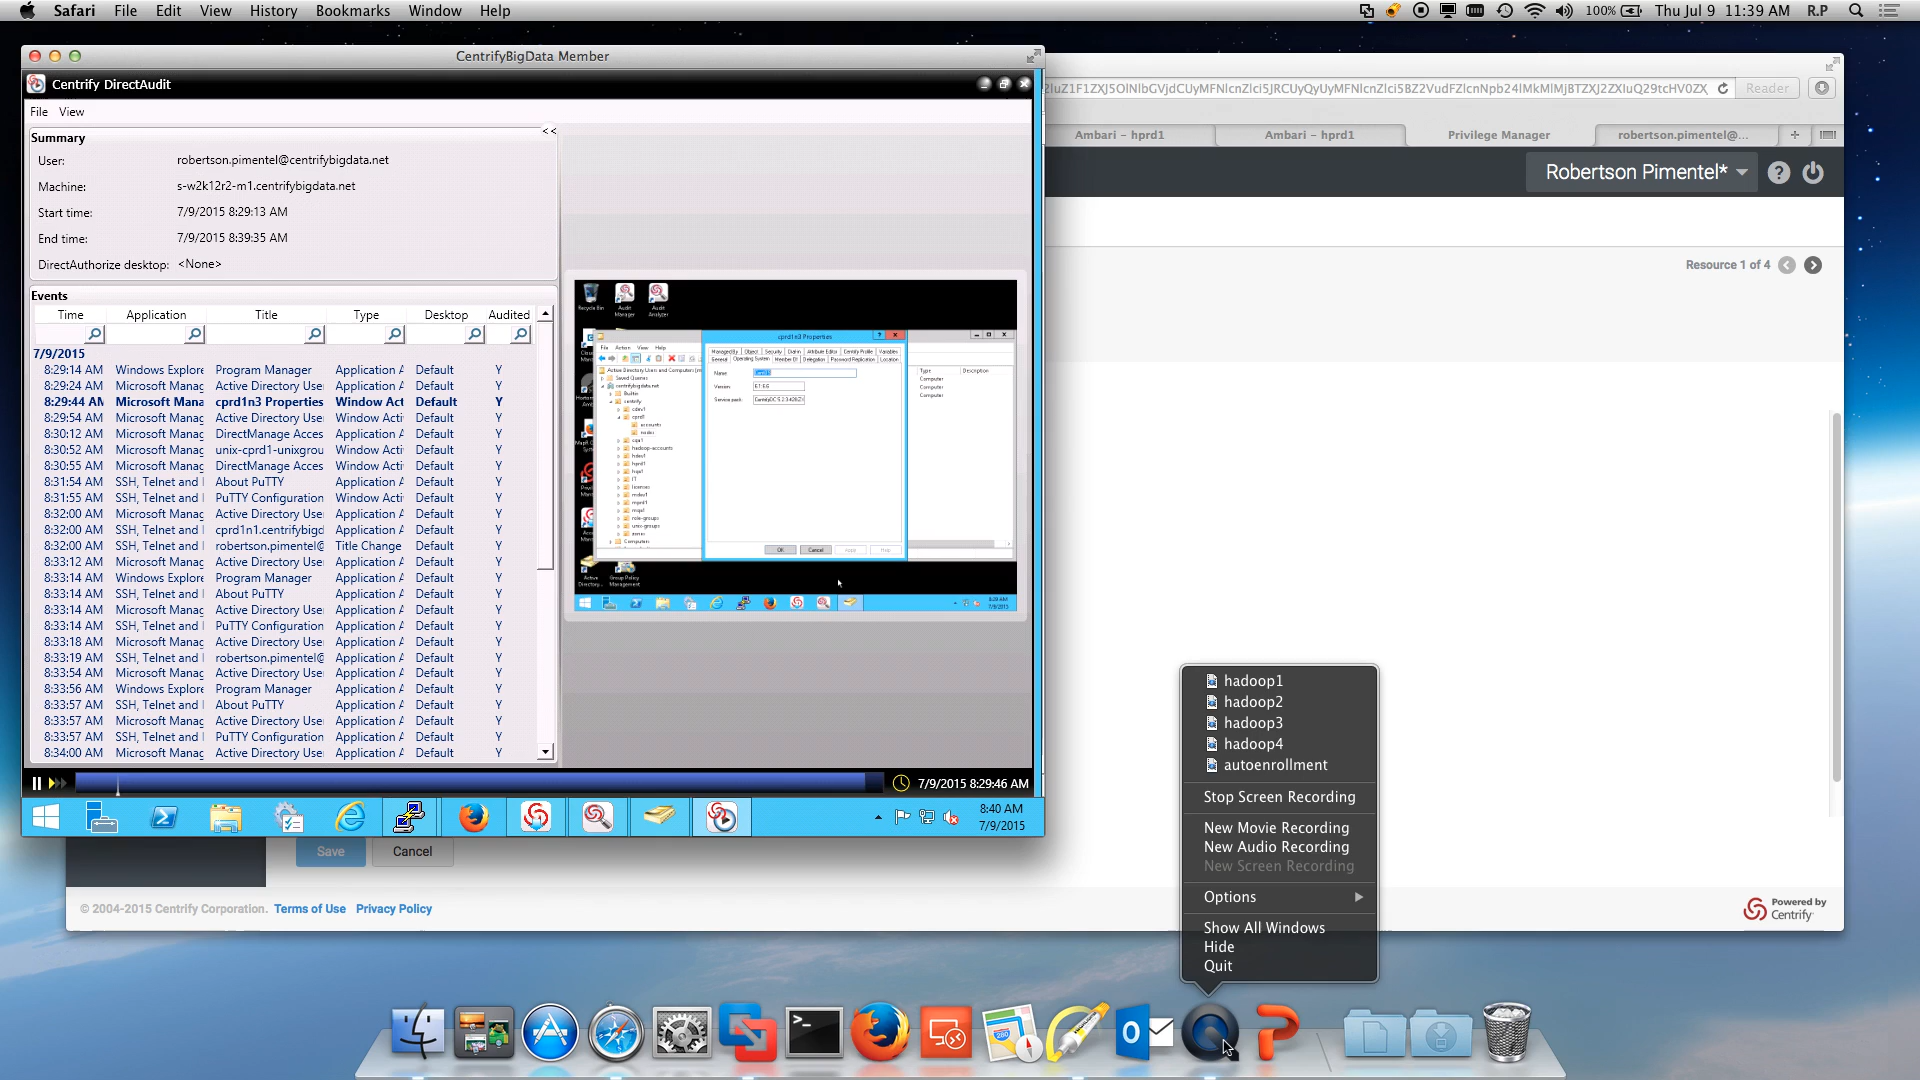 Safari File Edit View History Bookmarks Window Help
100% Thu Jul 9 11:39 AM R.P
CentrifyBigData Member
Centrify DirectAudit
File View
Summary
User: robertson.pimentel@centrifybigdata.net
Machine: s-w2k12r2-m1.centrifybigdata.net
Start time: 7/9/2015 8:29:13 AM
End time: 7/9/2015 8:39:35 AM
DirectAuthorize desktop: <None>
<<
Events
Time Application Title Type Desktop Audited
7/9/2015
8:29:14 AM Windows Explore Program Manager Application A Default Y
8:29:24 AM Microsoft Manag Active Directory Use Application A Default Y
8:29:44 AM Microsoft Mana cprd1n3 Properties Window Act Default Y
8:29:54 AM Microsoft Manag Active Directory Use Window Acti Default Y
8:30:12 AM Microsoft Manag DirectManage Acces Application A Default Y
8:30:52 AM Microsoft Manag unix-cprd1-unixgrou Window Acti Default Y
8:30:55 AM Microsoft Manag DirectManage Acces Window Acti Default Y
8:31:54 AM SSH, Telnet and About PuTTY Application A Default Y
8:31:55 AM SSH, Telnet and PuTTY Configuration Window Acti Default Y
8:32:00 AM Microsoft Manag Active Directory Use Application A Default Y
8:32:00 AM SSH, Telnet and cprd1n1.centrifybigd Application A Default Y
8:32:00 AM SSH, Telnet and robertson.pimentel@ Title Change Default Y
8:33:12 AM Microsoft Manag Active Directory Use Application A Default Y
8:33:14 AM Windows Explore Program Manager Application A Default Y
8:33:14 AM SSH, Telnet and About PuTTY Application A Default Y
8:33:14 AM Microsoft Manag Active Directory Use Application A Default Y
8:33:14 AM SSH, Telnet and PuTTY Configuration Application A Default Y
8:33:18 AM Microsoft Manag Active Directory Use Application A Default Y
8:33:19 AM SSH, Telnet and robertson.pimentel@ Application A Default Y
8:33:54 AM Microsoft Manag Active Directory Use Application A Default Y
8:33:56 AM Windows Explore Program Manager Application A Default Y
8:33:57 AM SSH, Telnet and About PuTTY Application A Default Y
8:33:57 AM Microsoft Manag Active Directory Use Application A Default Y
8:33:57 AM SSH, Telnet and PuTTY Configuration Application A Default Y
8:34:00 AM Microsoft Manag Active Directory Use Application A Default Y
cprd1n3 Properties
Name
Version
Service pack
OK Cancel
7/9/2015 8:29:46 AM
8:40 AM
7/9/2015
Reader
Ambari - hprd1 Ambari - hprd1 Privilege Manager robertson.pimentel@...
Robertson Pimentel*
Resource 1 of 4
Save Cancel
© 2004-2015 Centrify Corporation. Terms of Use Privacy Policy
Powered by
Centrify
hadoop1
hadoop2
hadoop3
hadoop4
autoenrollment
Stop Screen Recording
New Movie Recording
New Audio Recording
New Screen Recording
Options
Show All Windows
Hide
Quit